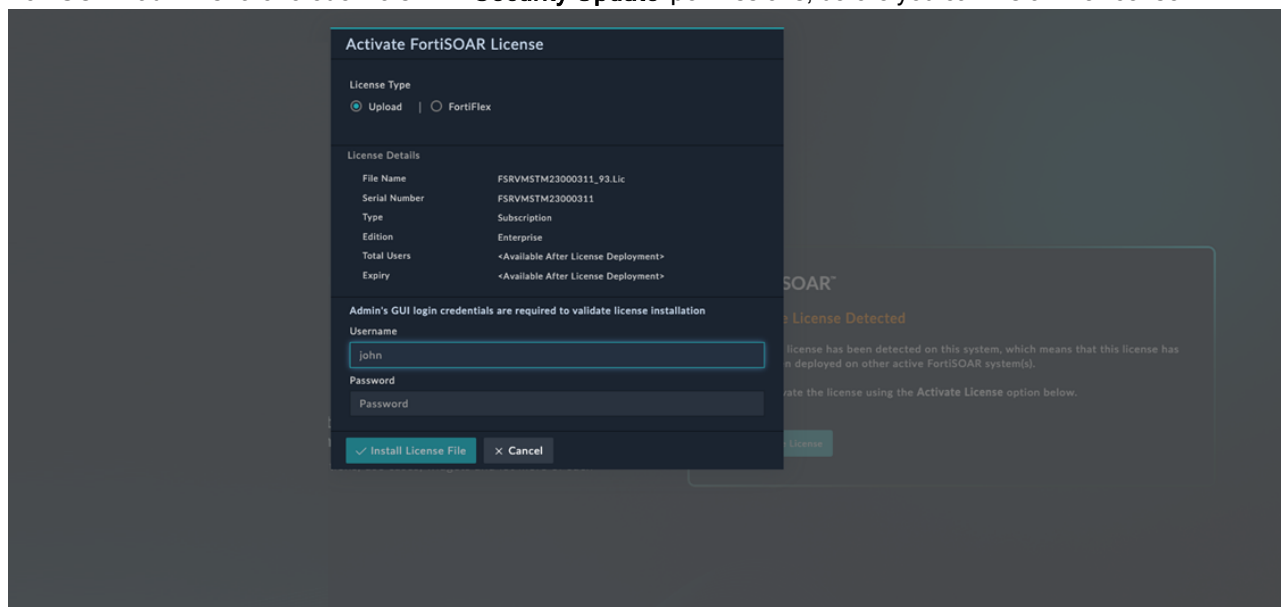 Security Update
Activate FortiSOAR License
License Type
Upload | FortiFlex
License Details
File Name FSRVMSTM23000311_93.Lic
Serial Number FSRVMSTM23000311
Type Subscription
Edition Enterprise
Total Users <Available After License Deployment>
Expiry <Available After License Deployment>
Admin's GUI login credentials are required to validate license installation
Username
john
Password
Password
Install License File Cancel
SOAR™
License Detected
license has been detected on this system, which means that this license has
deployed on other active FortiSOAR system(s).
vate the license using the Activate License option below.
License